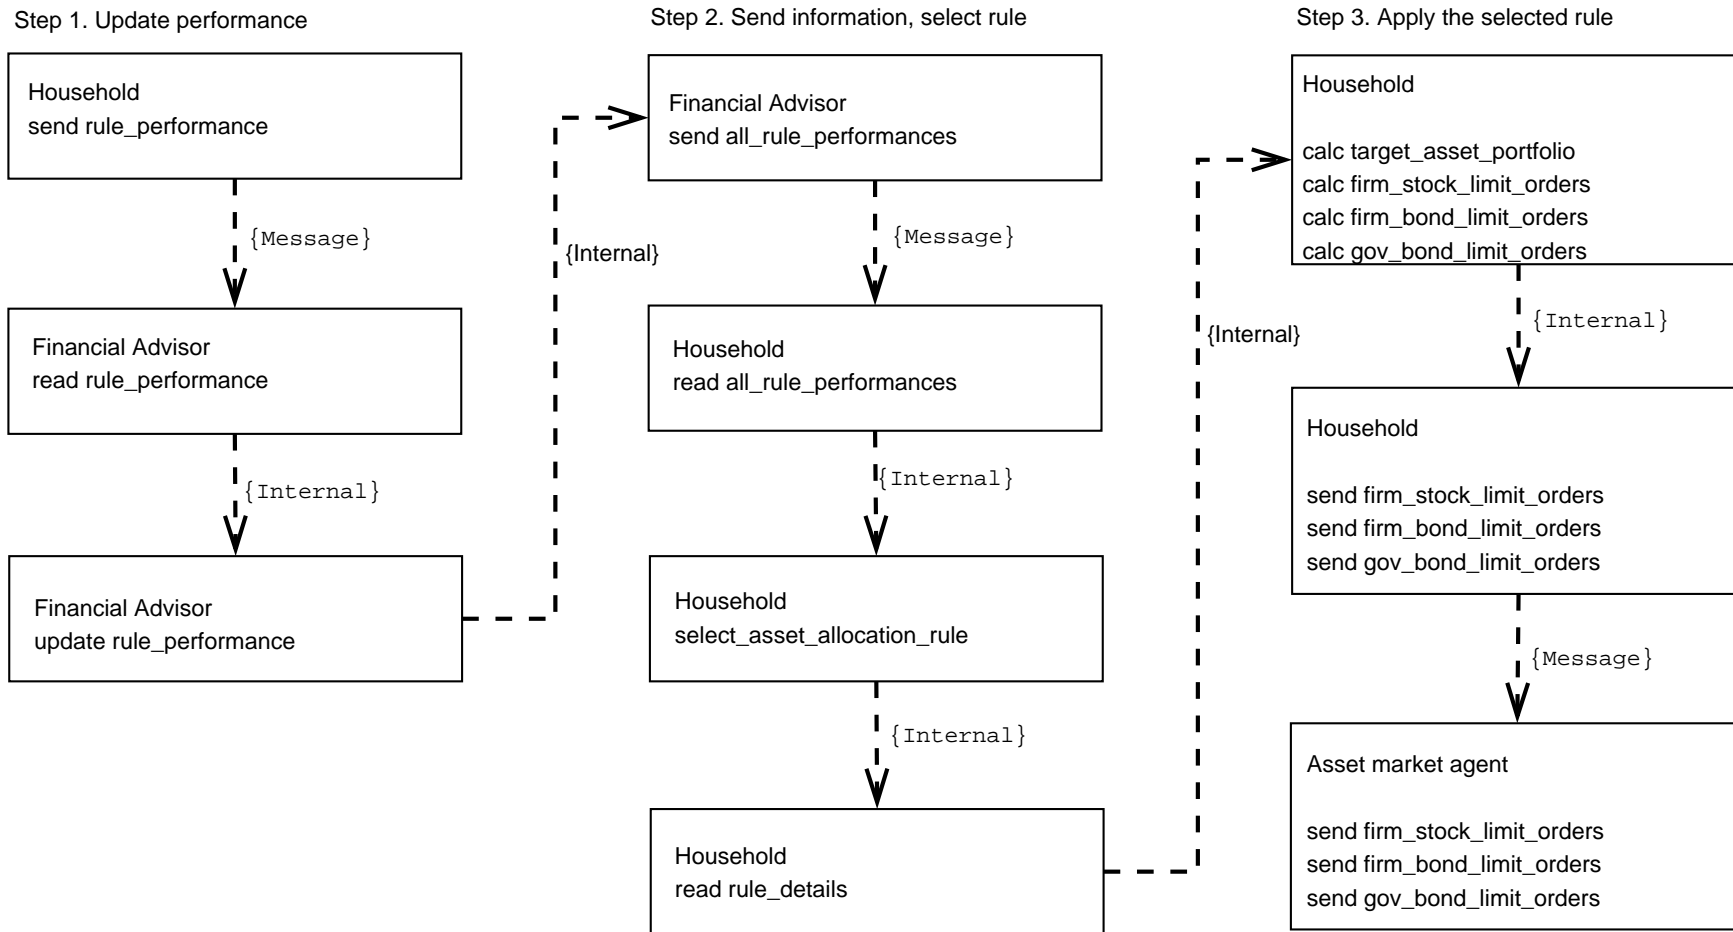 Step 1. Update performance
Household
send rule_performance
{Message}
Financial Advisor
read rule_performance
{Internal}
Financial Advisor
update rule_performance
{Internal}
Step 2. Send information, select rule
Financial Advisor
send all_rule_performances
{Message}
Household
read all_rule_performances
{Internal}
Household
select_asset_allocation_rule
{Internal}
Household
read rule_details
{Internal}
Step 3. Apply the selected rule
Household
calc target_asset_portfolio
calc firm_stock_limit_orders
calc firm_bond_limit_orders
calc gov_bond_limit_orders
{Internal}
Household
send firm_stock_limit_orders
send firm_bond_limit_orders
send gov_bond_limit_orders
{Message}
Asset market agent
send firm_stock_limit_orders
send firm_bond_limit_orders
send gov_bond_limit_orders